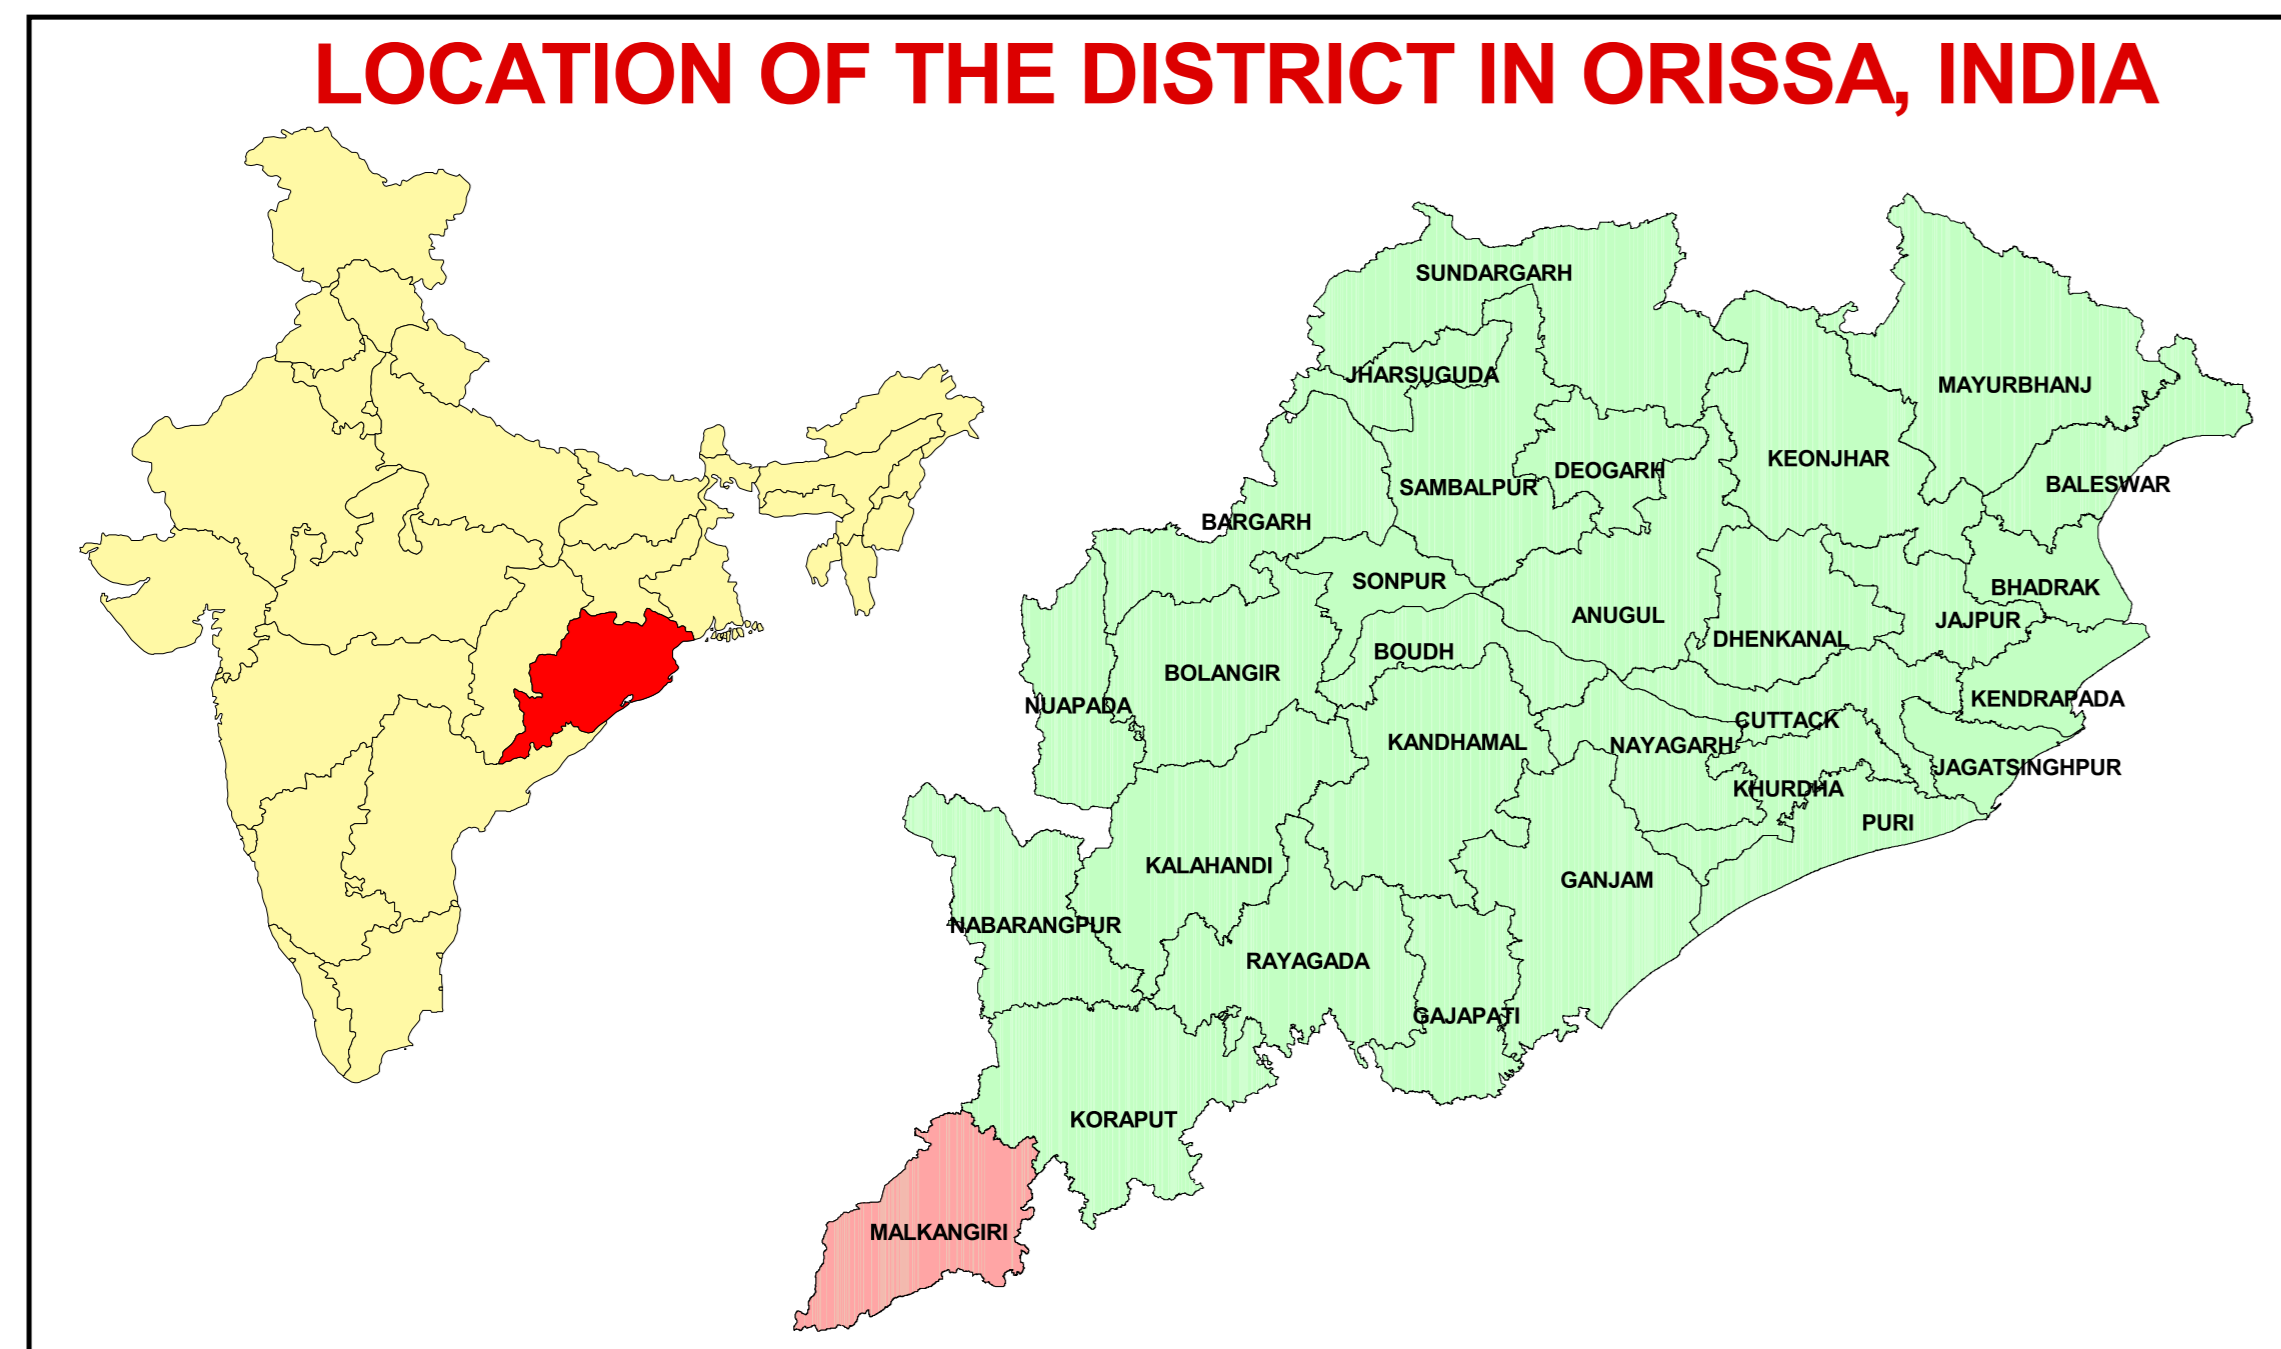 LOCATION OF THE DISTRICT IN ORISSA, INDIA
SUNDARGARH
JHARSUGUDA
MAYURBHANJ
KEONJHAR
DEOGARH
BALESWAR
SAMBALPUR
BARGARH
SONPUR
BHADRAK
ANUGUL
JAJPUR
DHENKANAL
BOUDH
BOLANGIR
KENDRAPADA
NUAPADA
CUTTACK
KANDHAMAL
NAYAGARH
JAGATSINGHPUR
KHURDHA
PURI
KALAHANDI
GANJAM
NABARANGPUR
RAYAGADA
GAJAPATI
KORAPUT
MALKANGIRI